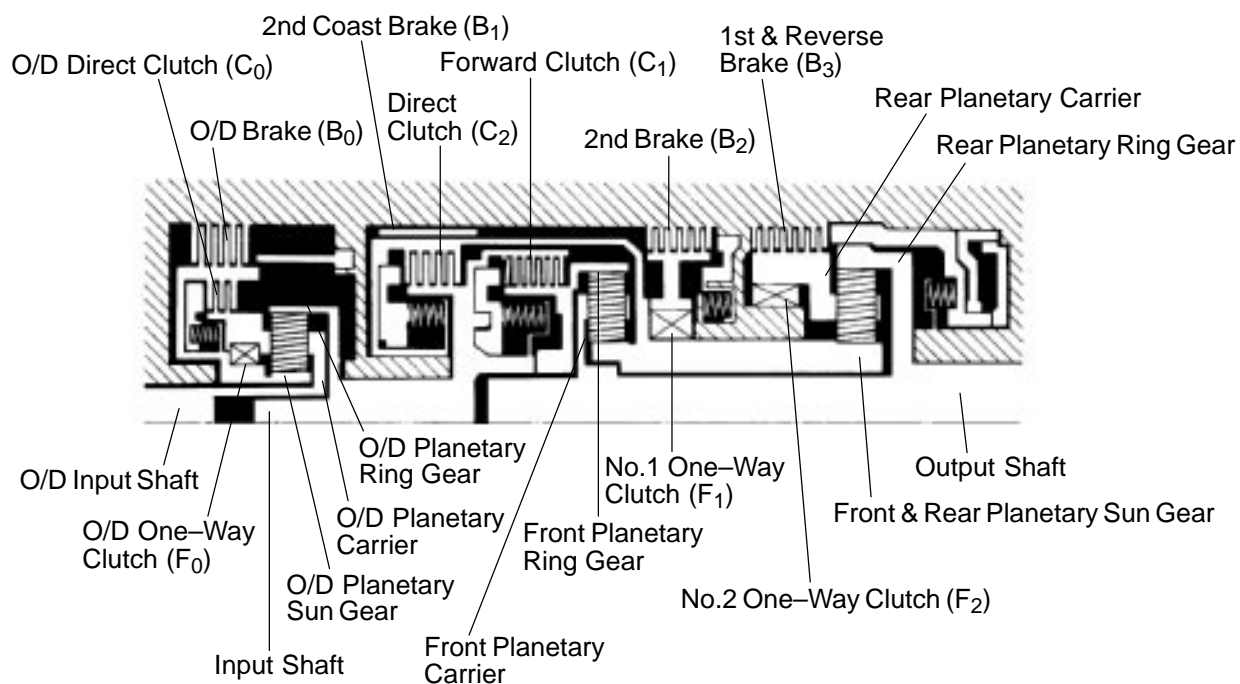 2nd Coast Brake (B1)
1st & Reverse
Brake (B3)
O/D Direct Clutch (C0)
Forward Clutch (C1)
Direct
Clutch (C2)
Rear Planetary Carrier
O/D Brake (B0)
2nd Brake (B2)
Rear Planetary Ring Gear
O/D Input Shaft
O/D One–Way
Clutch (F0)
O/D Planetary
Ring Gear
O/D Planetary
Carrier
O/D Planetary
Sun Gear
Input Shaft
No.1 One–Way
Clutch (F1)
Front Planetary
Ring Gear
Front Planetary
Carrier
Output Shaft
Front & Rear Planetary Sun Gear
No.2 One–Way Clutch (F2)